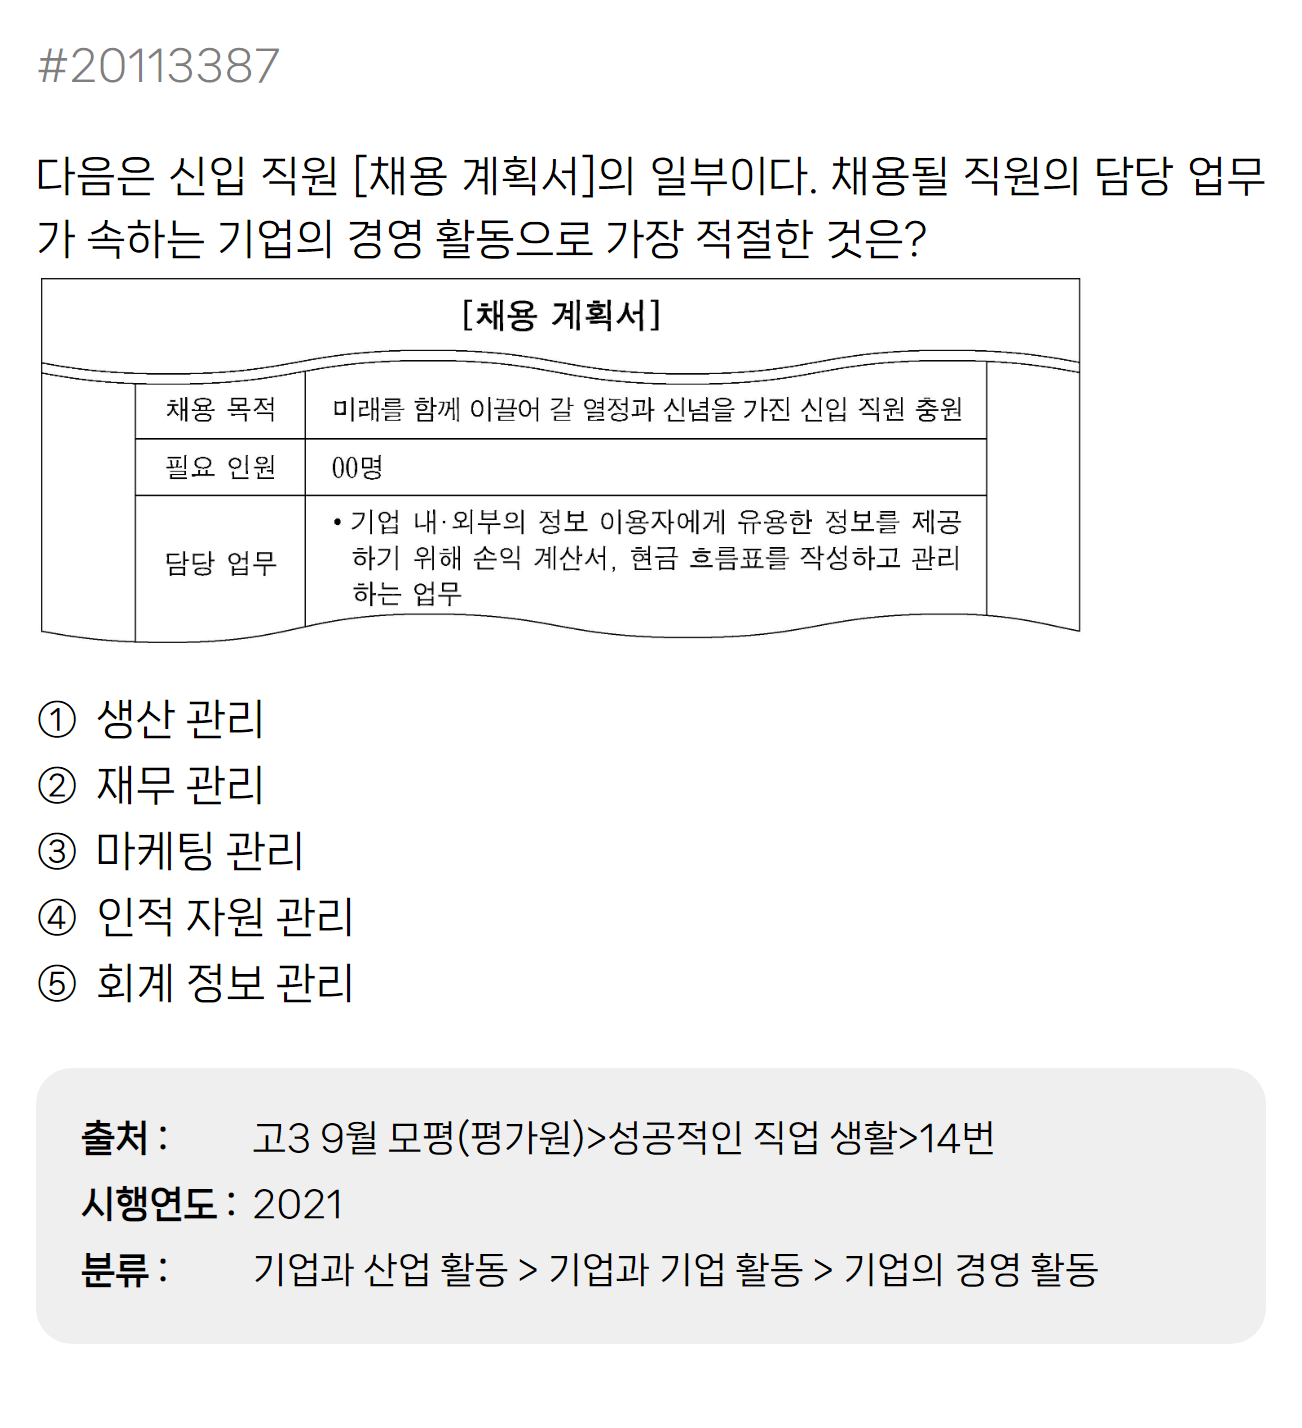 #20113387
다음은 신입 직원 [채용 계획서]의 일부이다. 채용될 직원의 담당 업무
가 속하는 기업의 경영 활동으로 가장 적절한 것은?
[채용 계획서]
채용 목적 미래를 함께 이끌어 갈 열정과 신념을 가진 신입 직원 충원
필요 인원 00명
담당 업무 • 기업 내·외부의 정보 이용자에게 유용한 정보를 제공
하기 위해 손익 계산서, 현금 흐름표를 작성하고 관리
하는 업무
① 생산 관리
② 재무 관리
③ 마케팅 관리
④ 인적 자원 관리
⑤ 회계 정보 관리
출처 : 고3 9월 모평(평가원)>성공적인 직업 생활>14번
시행연도 : 2021
분류 : 기업과 산업 활동 > 기업과 기업 활동 > 기업의 경영 활동